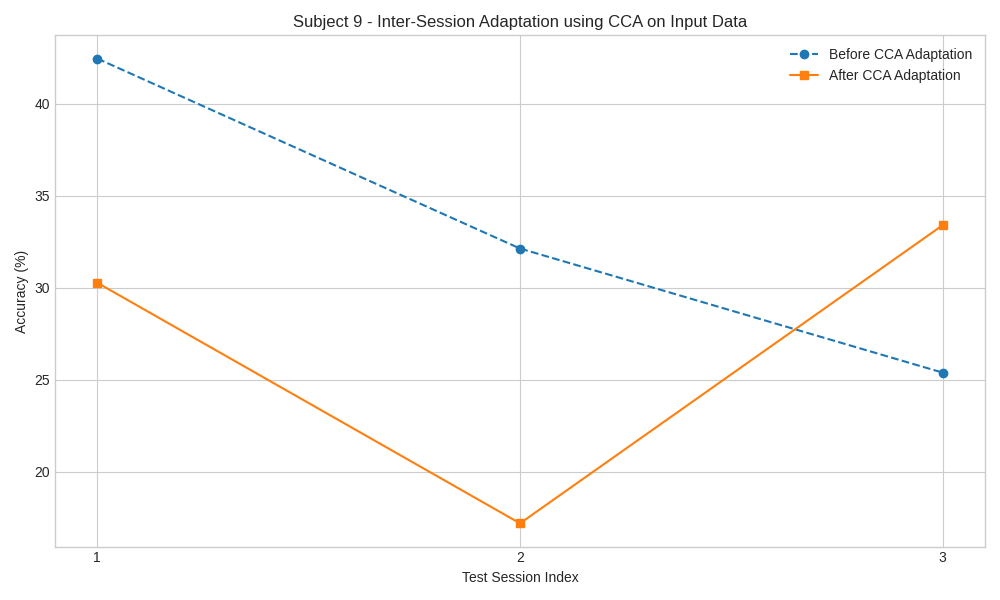 Subject 9 - Inter-Session Adaptation using CCA on Input Data
Before CCA Adaptation
After CCA Adaptation
Accuracy (%)
40
35
30
25
20
1
2
3
Test Session Index